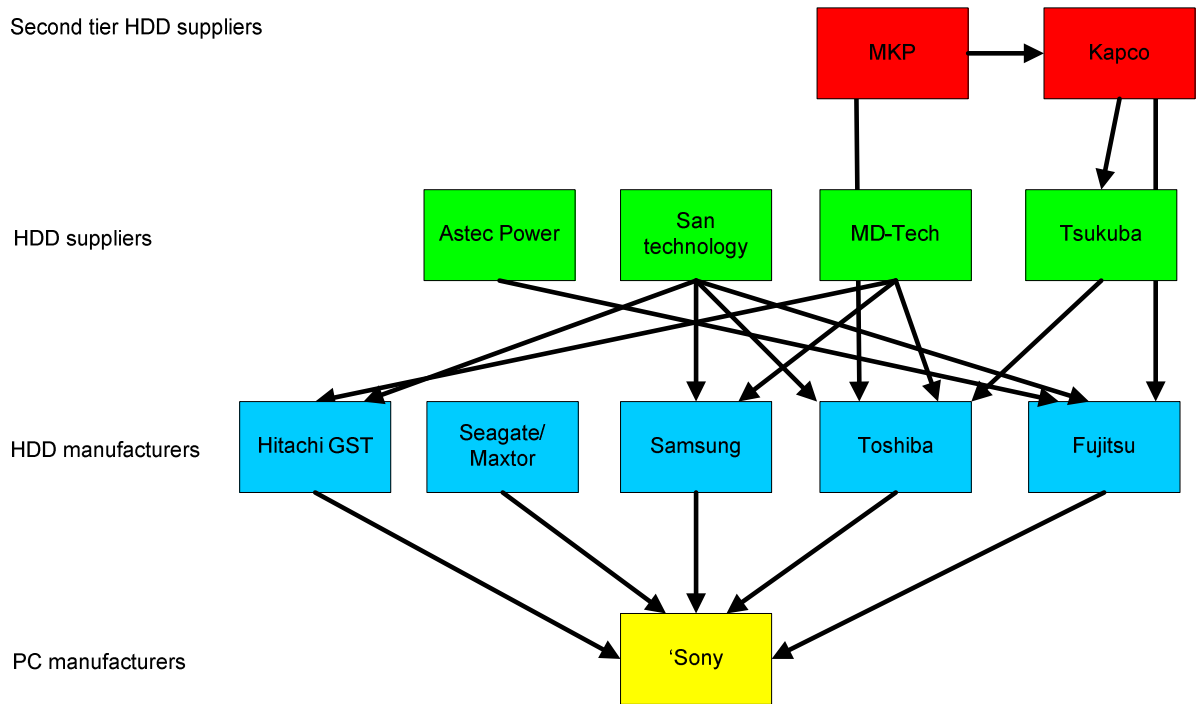 Second tier HDD suppliers
MKP
Kapco
HDD suppliers
Astec Power
San
technology
MD-Tech
Tsukuba
HDD manufacturers
Hitachi GST
Seagate/
Maxtor
Samsung
Toshiba
Fujitsu
PC manufacturers
‘Sony